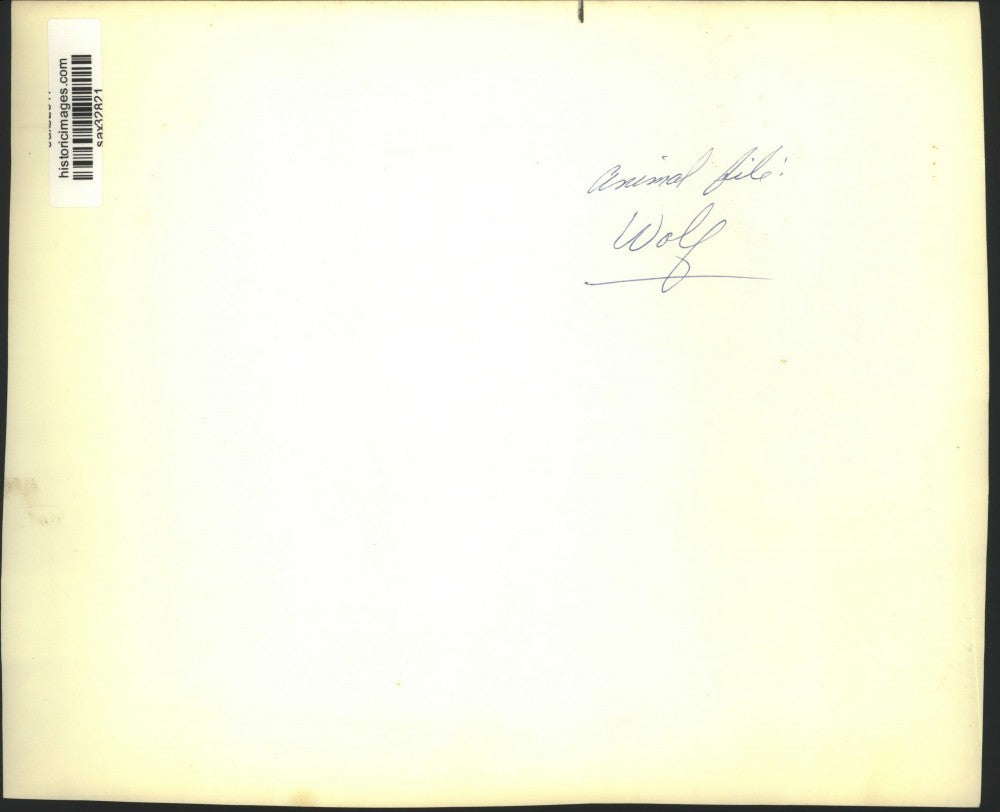 historicimages.com
sax32821
animal file:
Wolf